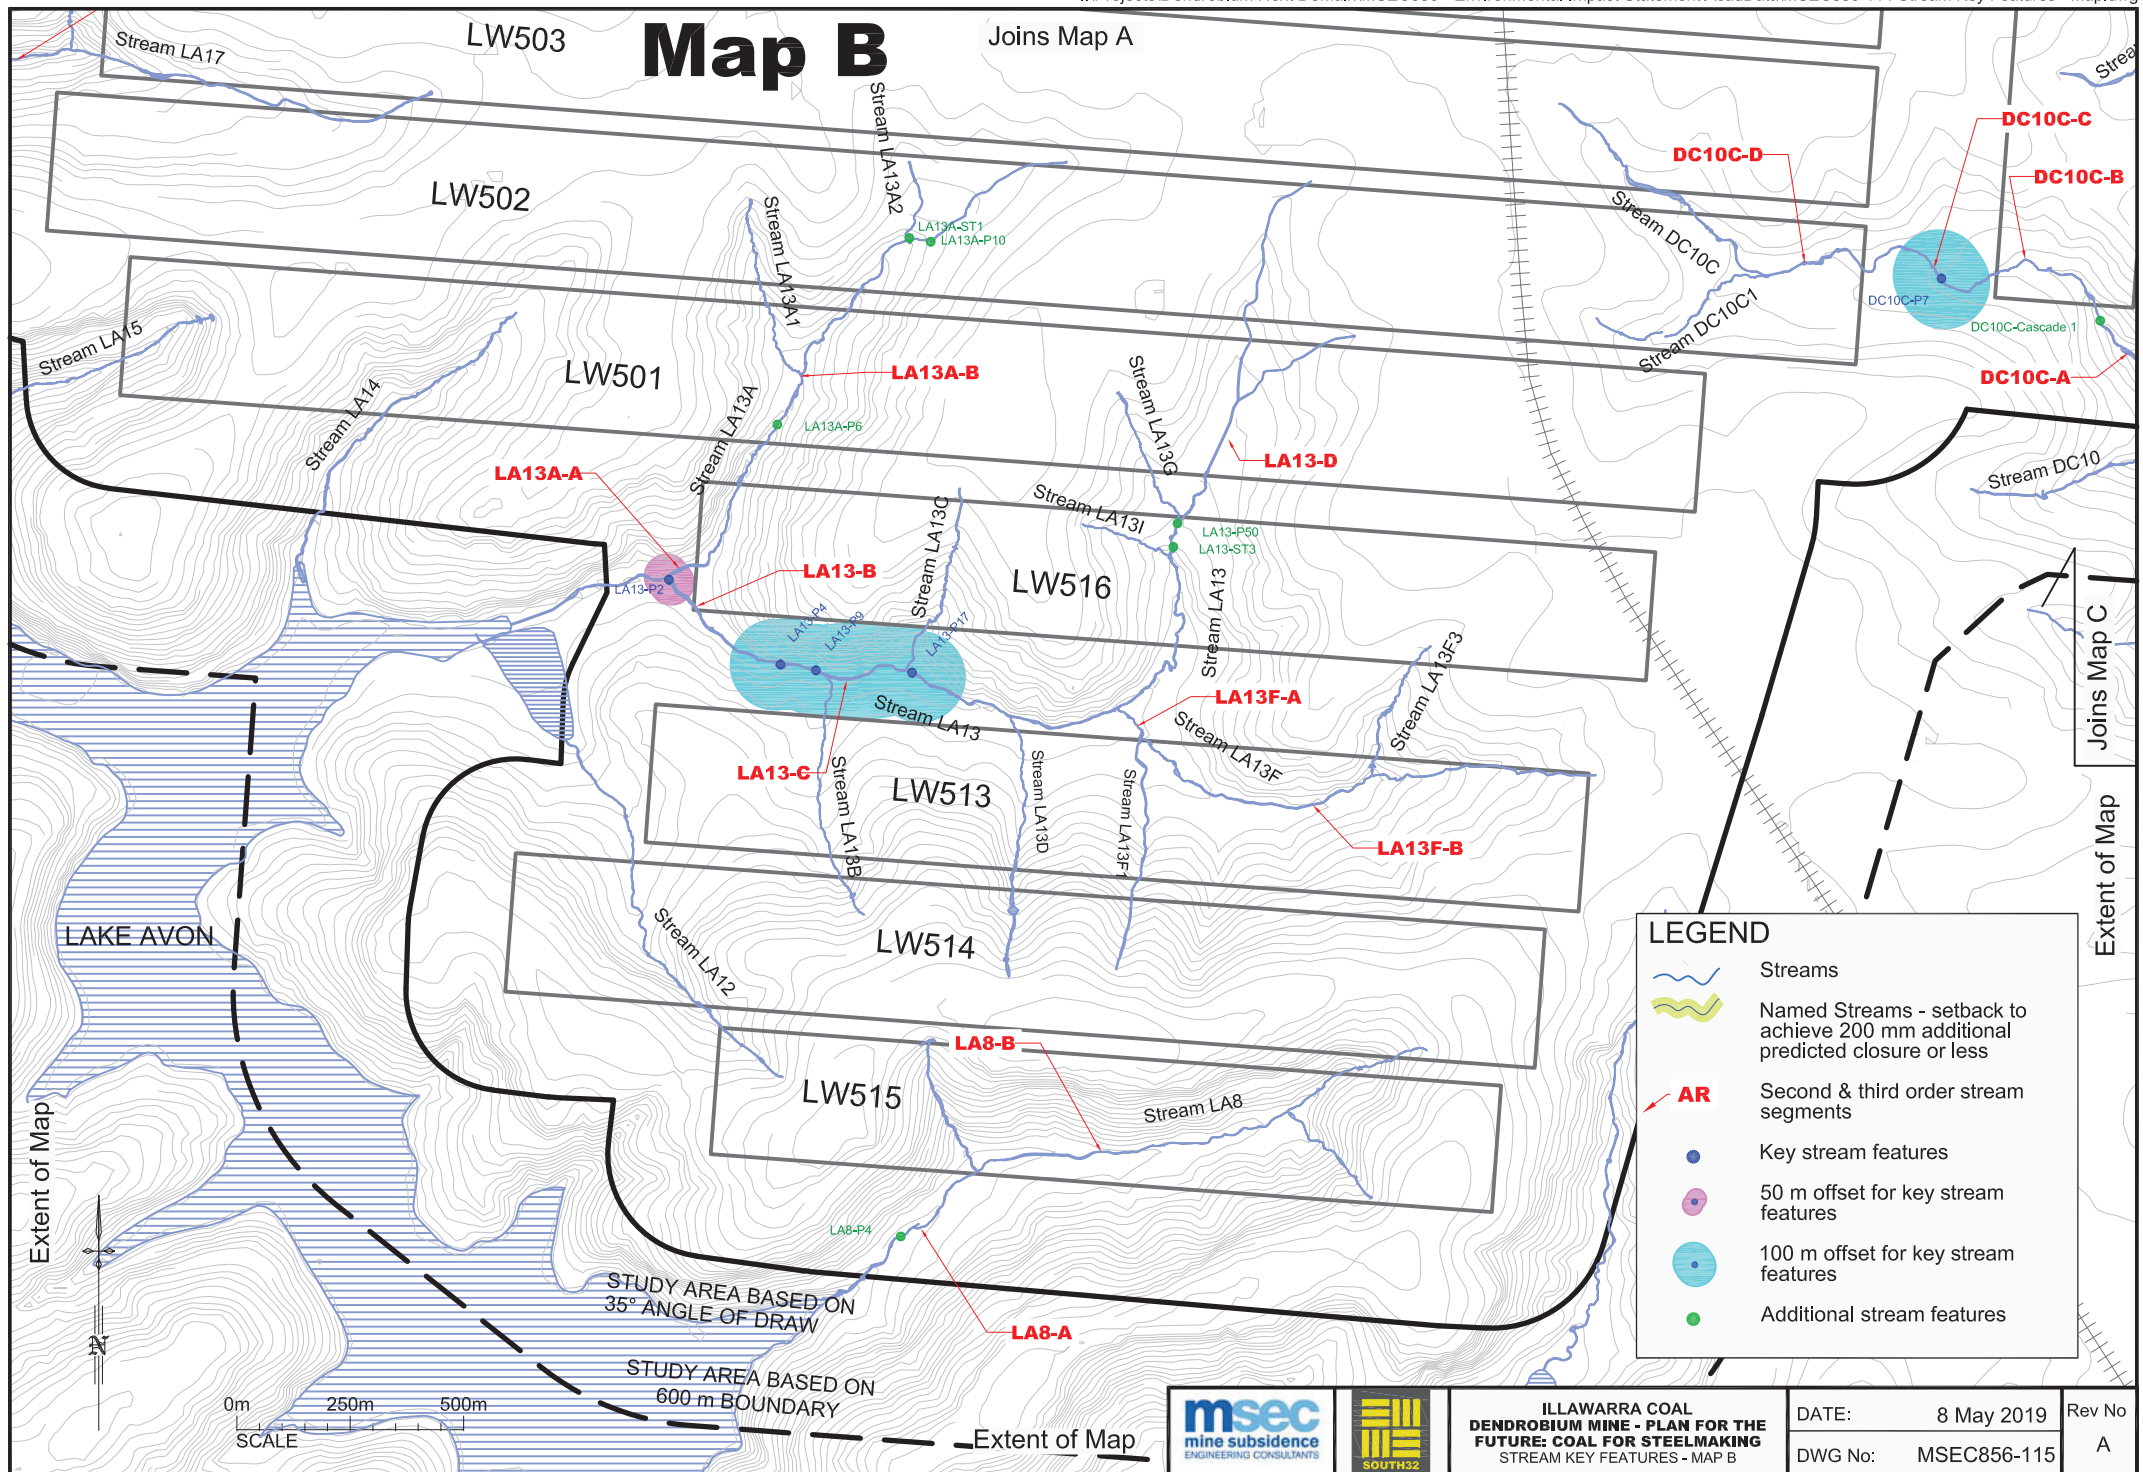 Map B
Joins Map A
LW503
Stream LA17
LW502
Stream LA13A2
Stream LA13A1
LA13A-ST1
LA13A-P10
DC10C-C
DC10C-D
DC10C-B
Stream DC10C
Stream DC10C1
DC10C-P7
DC10C-Cascade 1
DC10C-A
Stream LA15
Stream LA14
LW501
LA13A-B
Stream LA13A
LA13A-P6
Stream LA13G
LA13-D
Stream DC10
LA13A-A
Stream LA13C
Stream LA13I
LA13-P50
LA13-ST3
LA13-B
LA13-P2
LW516
Stream LA13
LA13-P4
LA13-P9
LA13-P17
Stream LA13F3
Joins Map C
LA13F-A
Stream LA13
Stream LA13F
LA13-C
Stream LA13B
LW513
Stream LA13D
Stream LA13F1
LA13F-B
Extent of Map
LAKE AVON
LW514
Stream LA12
LA8-B
LW515
Stream LA8
Extent of Map
LA8-P4
LA8-A
STUDY AREA BASED ON
35° ANGLE OF DRAW
STUDY AREA BASED ON
600 m BOUNDARY
N
0m 250m 500m
SCALE
Extent of Map
LEGEND
Streams
Named Streams - setback to
achieve 200 mm additional
predicted closure or less
AR
Second & third order stream
segments
Key stream features
50 m offset for key stream
features
100 m offset for key stream
features
Additional stream features
msec
mine subsidence
ENGINEERING CONSULTANTS
SOUTH32
ILLAWARRA COAL
DENDROBIUM MINE - PLAN FOR THE
FUTURE: COAL FOR STEELMAKING
STREAM KEY FEATURES - MAP B
DATE: 8 May 2019
DWG No: MSEC856-115
Rev No
A